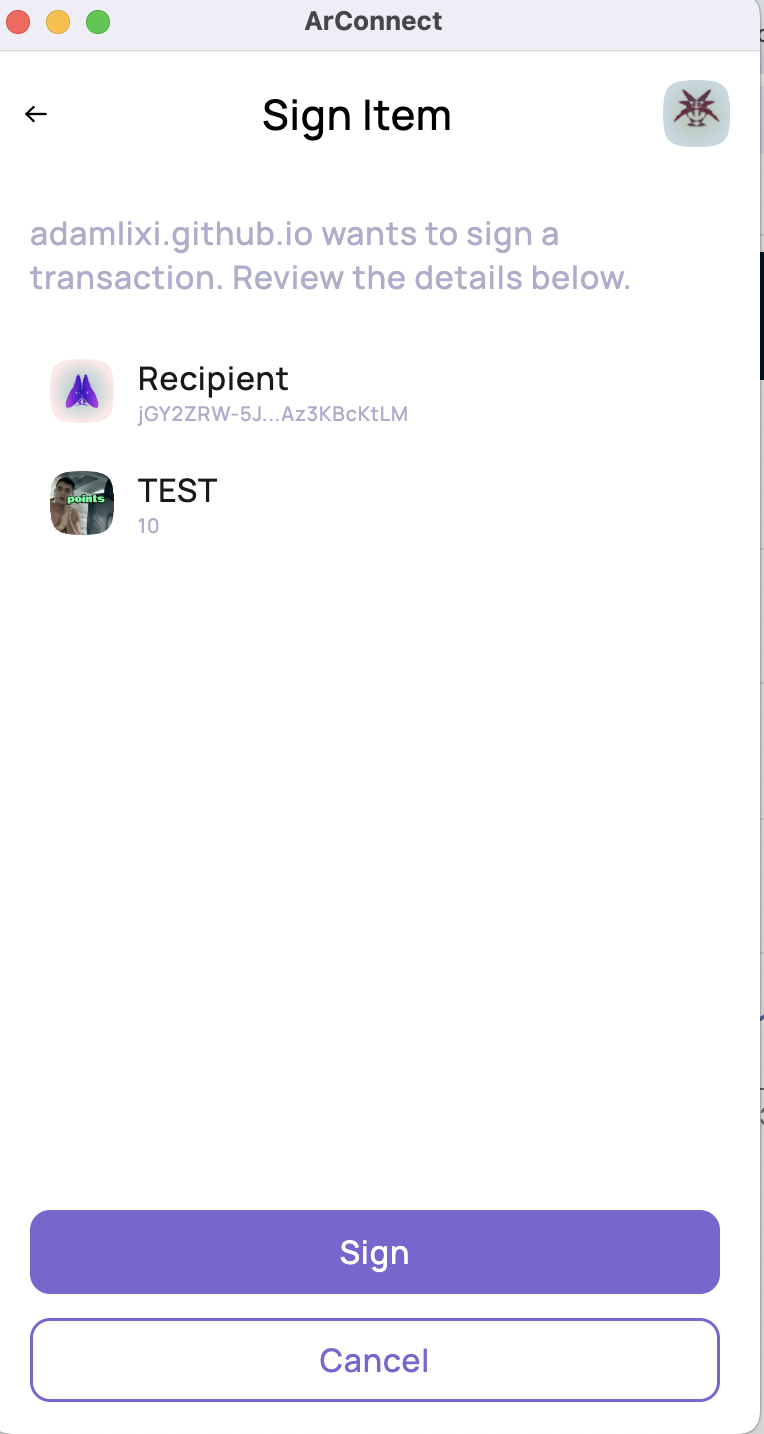 ArConnect
Sign Item
adamlixi.github.io wants to sign a
transaction. Review the details below.
Recipient
jGY2ZRW-5J...Az3KBcKtLM
points
TEST
10
Sign
Cancel